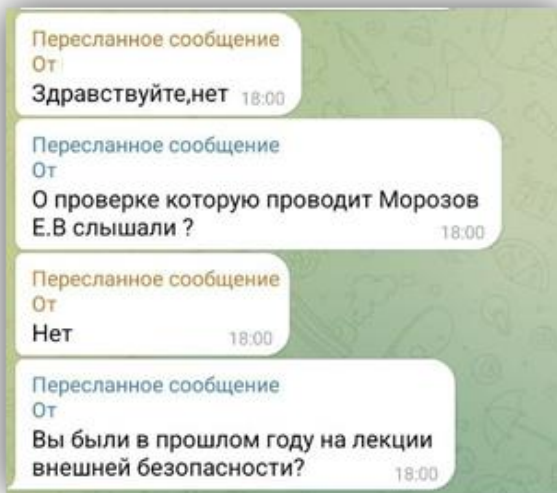 Пересланное сообщение
От
Здравствуйте,нет 18:00
Пересланное сообщение
От
О проверке которую проводит Морозов
Е.В слышали ? 18:00
Пересланное сообщение
От
Нет 18:00
Пересланное сообщение
От
Вы были в прошлом году на лекции
внешней безопасности? 18:00